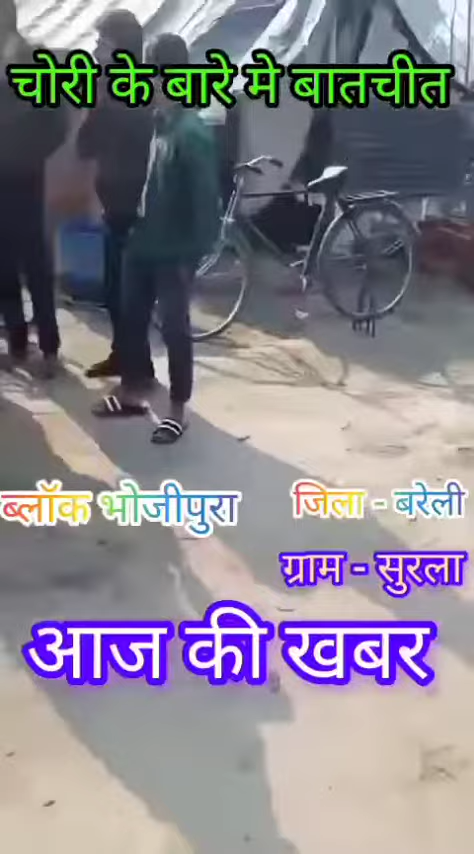 चोरी के बारे मे बातचीत
ब्लॉक भोजीपुरा
जिला - बरेली
ग्राम - सुरला
आज की खबर